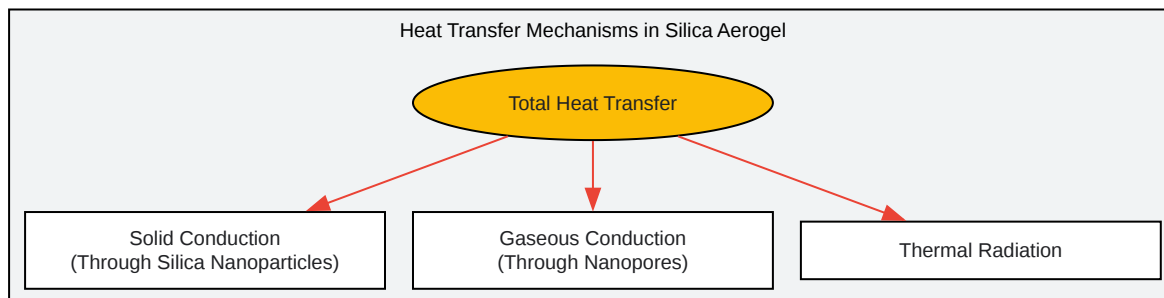 Heat Transfer Mechanisms in Silica Aerogel
Total Heat Transfer
Solid Conduction
(Through Silica Nanoparticles)
Gaseous Conduction
(Through Nanopores)
Thermal Radiation